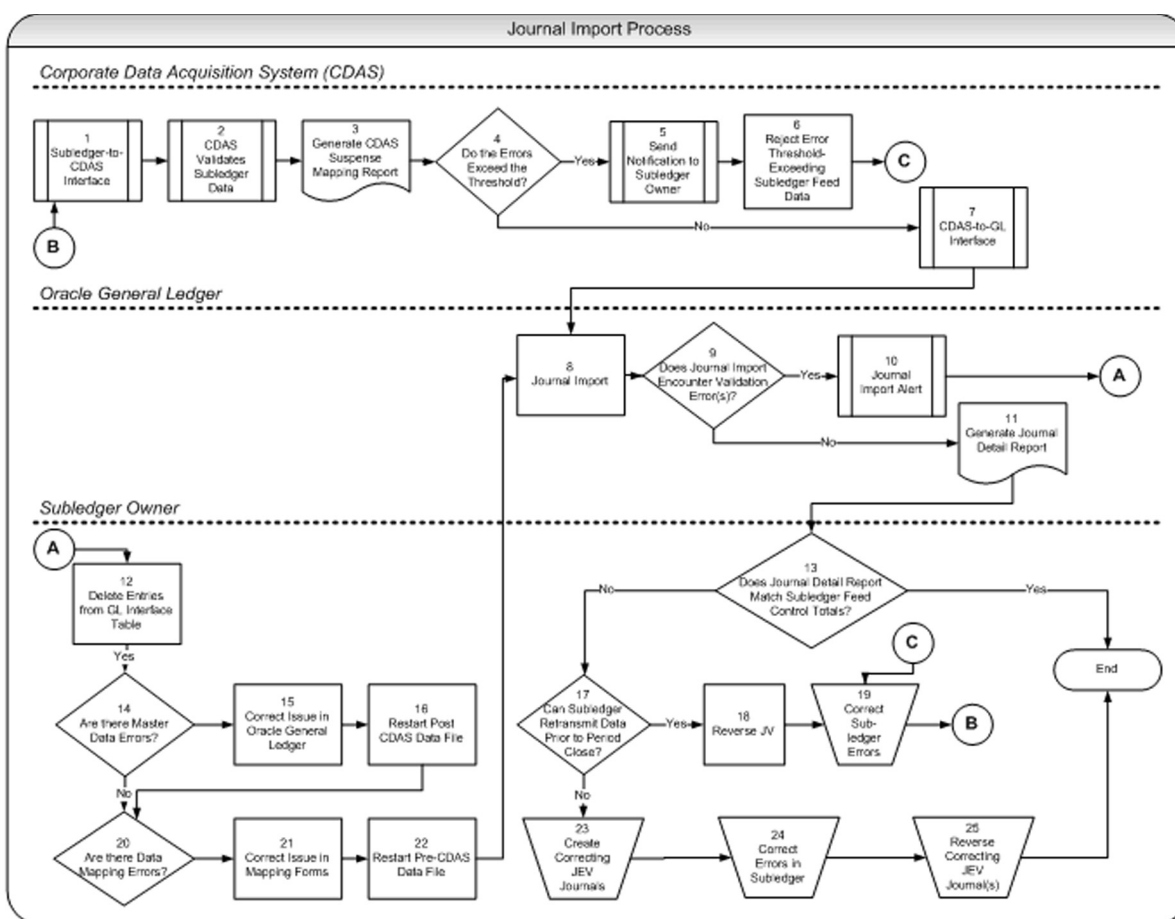 Journal Import Process
Corporate Data Acquisition System (CDAS)
1
Subledger-to-
CDAS
Interface
2
CDAS
Validates
Subledger
Data
3
Generate CDAS
Suspense
Mapping Report
4
Do the Errors
Exceed the
Threshold?
Yes
5
Send
Notification to
Subledger
Owner
6
Reject Error
Threshold-
Exceeding
Subledger Feed
Data
C
No
7
CDAS-to-GL
Interface
B
Oracle General Ledger
8
Journal Import
9
Does Journal Import
Encounter Validation
Error(s)?
Yes
10
Journal
Import Alert
A
No
11
Generate Journal
Detail Report
Subledger Owner
A
12
Delete Entries
from GL Interface
Table
Yes
13
Does Journal Detail Report
Match Subledger Feed
Control Totals?
No
Yes
C
End
14
Are there Master
Data Errors?
15
Correct Issue in
Oracle General
Ledger
16
Restart Post
CDAS Data File
17
Can Subledger
Retransmit Data
Prior to Period
Close?
Yes
18
Reverse JV
19
Correct
Sub-
ledger
Errors
B
No
No
20
Are there Data
Mapping Errors?
21
Correct Issue in
Mapping Forms
22
Restart Pre-CDAS
Data File
23
Create
Correcting
JEV
Journals
24
Correct
Errors in
Subledger
25
Reverse
Correcting
JEV
Journal(s)